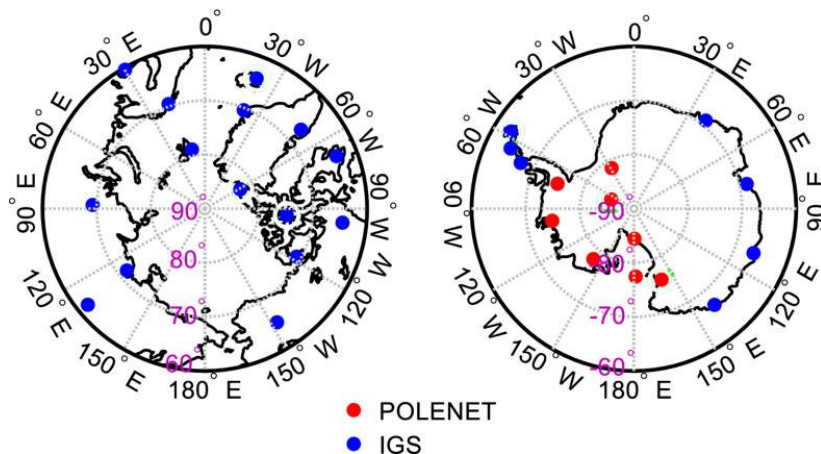 0°
30° W
60° W
90° W
120° W
150° W
180° E
150° E
120° E
90° E
60° E
30° E
90°
80°
70°
60°
0°
30° E
60° E
90° E
120° E
150° E
180° E
150° W
120° W
90° W
60° W
30° W
-90°
-80°
-70°
-60°
POLENET
IGS